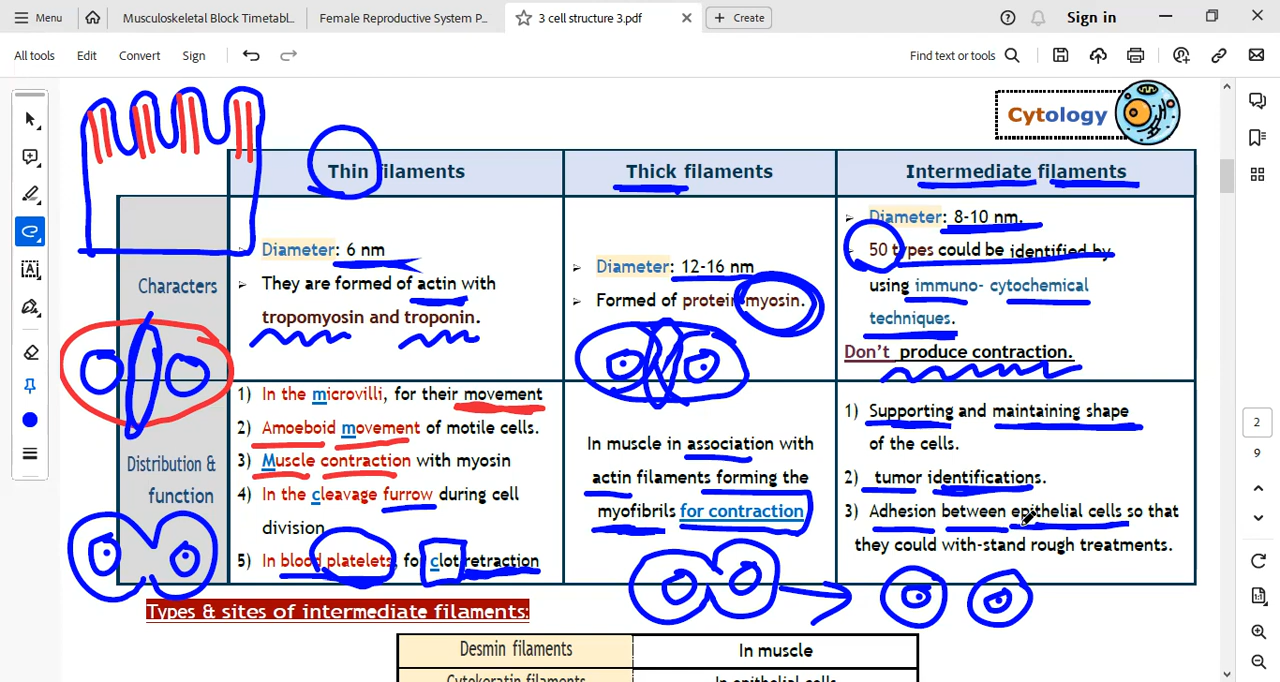 Menu
Musculoskeletal Block Timetabl...
Female Reproductive System P...
3 cell structure 3.pdf
Create
Sign in
All tools
Edit
Convert
Sign
Find text or tools
Cytology
Thin filaments
Thick filaments
Intermediate filaments
Characters
Diameter: 6 nm
They are formed of actin with
tropomyosin and troponin.
Diameter: 12-16 nm
Formed of protein myosin.
Diameter: 8-10 nm.
50 types could be identified by
using immuno- cytochemical
techniques.
Don't produce contraction.
Distribution &
function
1) In the microvilli, for their movement
2) Amoeboid movement of motile cells.
3) Muscle contraction with myosin
4) In the cleavage furrow during cell
division
5) In blood platelets for clot retraction
In muscle in association with
actin filaments forming the
myofibrils for contraction
1) Supporting and maintaining shape
of the cells.
2) tumor identifications.
3) Adhesion between epithelial cells so that
they could with-stand rough treatments.
Types & sites of intermediate filaments:
Desmin filaments
In muscle
Cytokeratin filaments
In epithelial cells
2
9